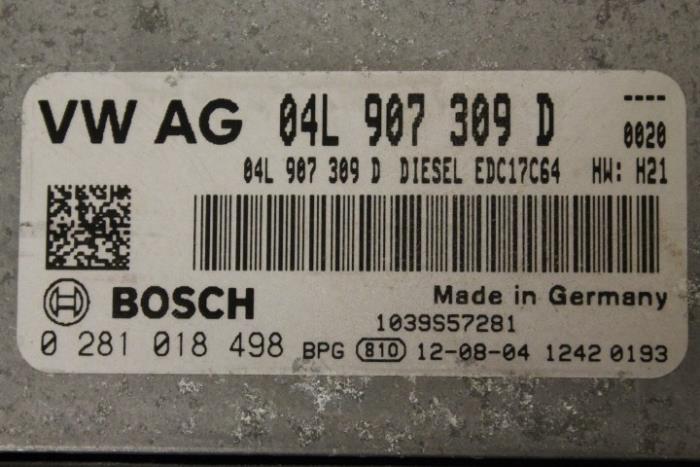 VW AG 04L 907 309 D ----
0020
04L 907 309 D DIESEL EDC17C64 HW: H21
BOSCH Made in Germany
1039S57281
0 281 018 498 BPG 810 12-08-04 1242 0193